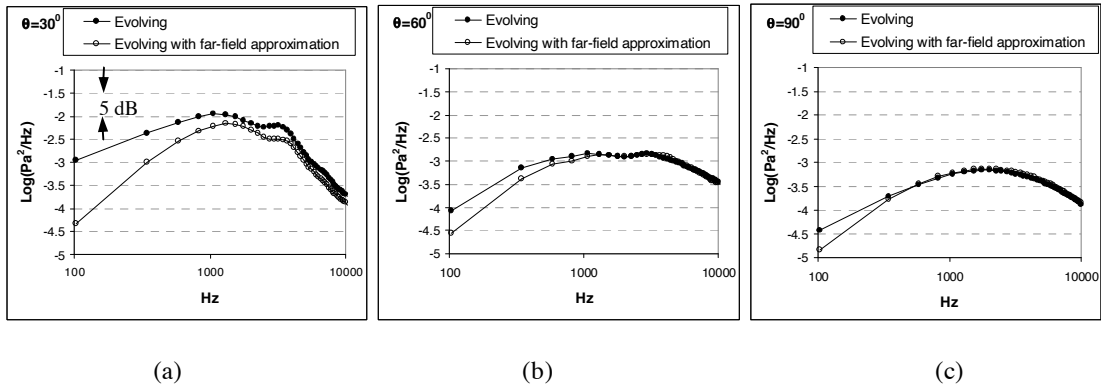 θ=30⁰
Evolving
Evolving with far-field approximation
Log(Pa²/Hz)
-1
-1.5
-2
-2.5
-3
-3.5
-4
-4.5
-5
5 dB
100
1000
10000
Hz
(a)
θ=60⁰
Evolving
Evolving with far-field approximation
Log(Pa²/Hz)
-1
-1.5
-2
-2.5
-3
-3.5
-4
-4.5
-5
100
1000
10000
Hz
(b)
θ=90⁰
Evolving
Evolving with far-field approximation
Log(Pa²/Hz)
-1
-1.5
-2
-2.5
-3
-3.5
-4
-4.5
-5
100
1000
10000
Hz
(c)